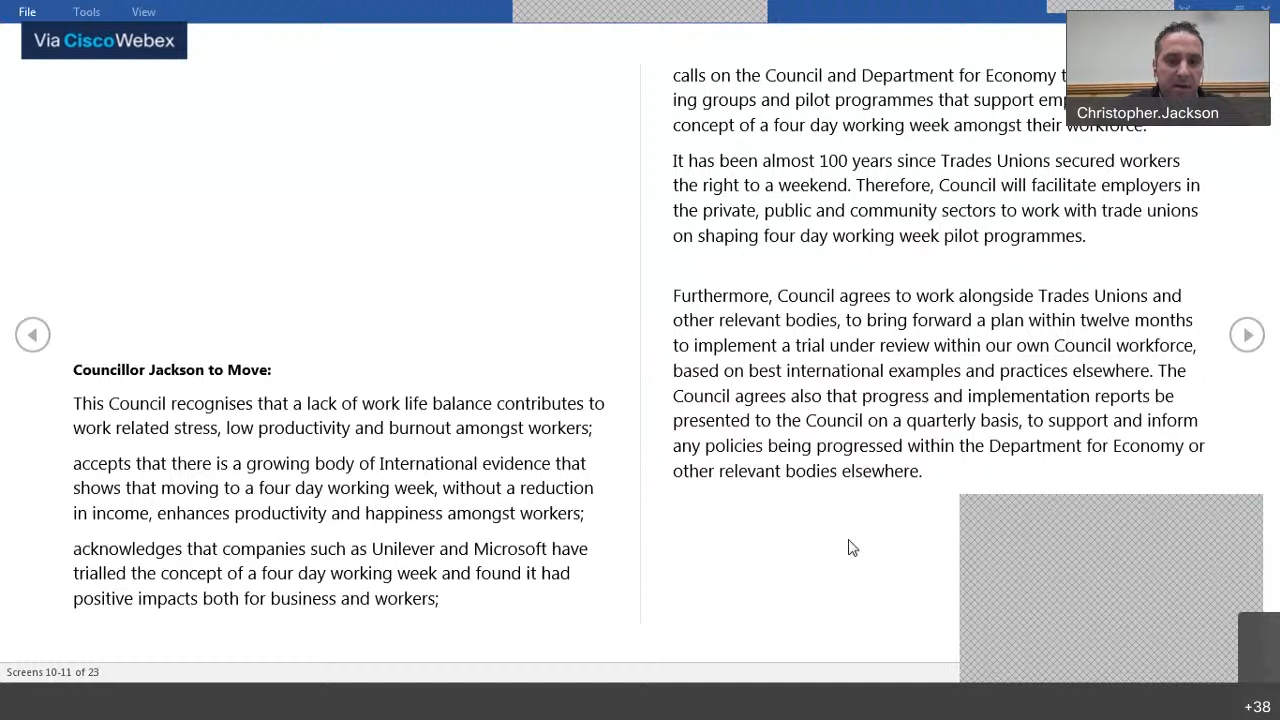 File Tools View
Via CiscoWebex
Christopher.Jackson
Councillor Jackson to Move:
This Council recognises that a lack of work life balance contributes to
work related stress, low productivity and burnout amongst workers;
accepts that there is a growing body of International evidence that
shows that moving to a four day working week, without a reduction
in income, enhances productivity and happiness amongst workers;
acknowledges that companies such as Unilever and Microsoft have
trialled the concept of a four day working week and found it had
positive impacts both for business and workers;
calls on the Council and Department for Economy
ing groups and pilot programmes that support
concept of a four day working week amongst their workforce.
It has been almost 100 years since Trades Unions secured workers
the right to a weekend. Therefore, Council will facilitate employers in
the private, public and community sectors to work with trade unions
on shaping four day working week pilot programmes.
Furthermore, Council agrees to work alongside Trades Unions and
other relevant bodies, to bring forward a plan within twelve months
to implement a trial under review within our own Council workforce,
based on best international examples and practices elsewhere. The
Council agrees also that progress and implementation reports be
presented to the Council on a quarterly basis, to support and inform
any policies being progressed within the Department for Economy or
other relevant bodies elsewhere.
Screens 10-11 of 23
+38